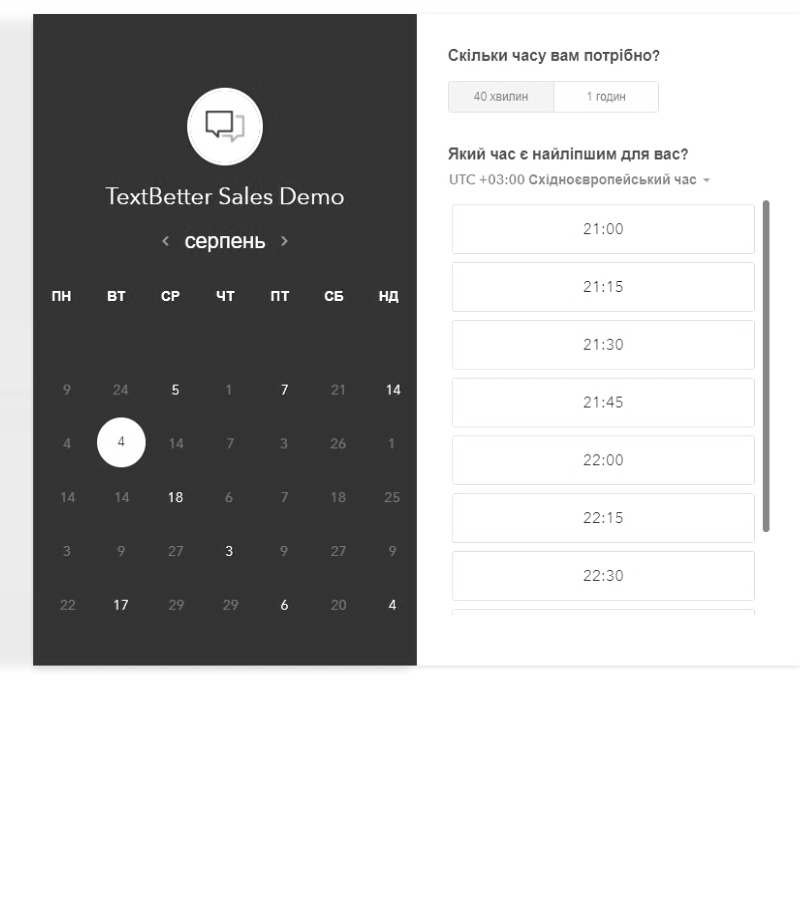 TextBetter Sales Demo
серпень
ПН ВТ СР ЧТ ПТ СБ НД
9 24 5 1 7 21 14
4 4 14 7 3 26 1
14 14 18 6 7 18 25
3 9 27 3 9 27 9
22 17 29 29 6 20 4
Скільки часу вам потрібно?
40 хвилин 1 годин
Який час є найліпшим для вас?
UTC +03:00 Східноєвропейський час
21:00
21:15
21:30
21:45
22:00
22:15
22:30